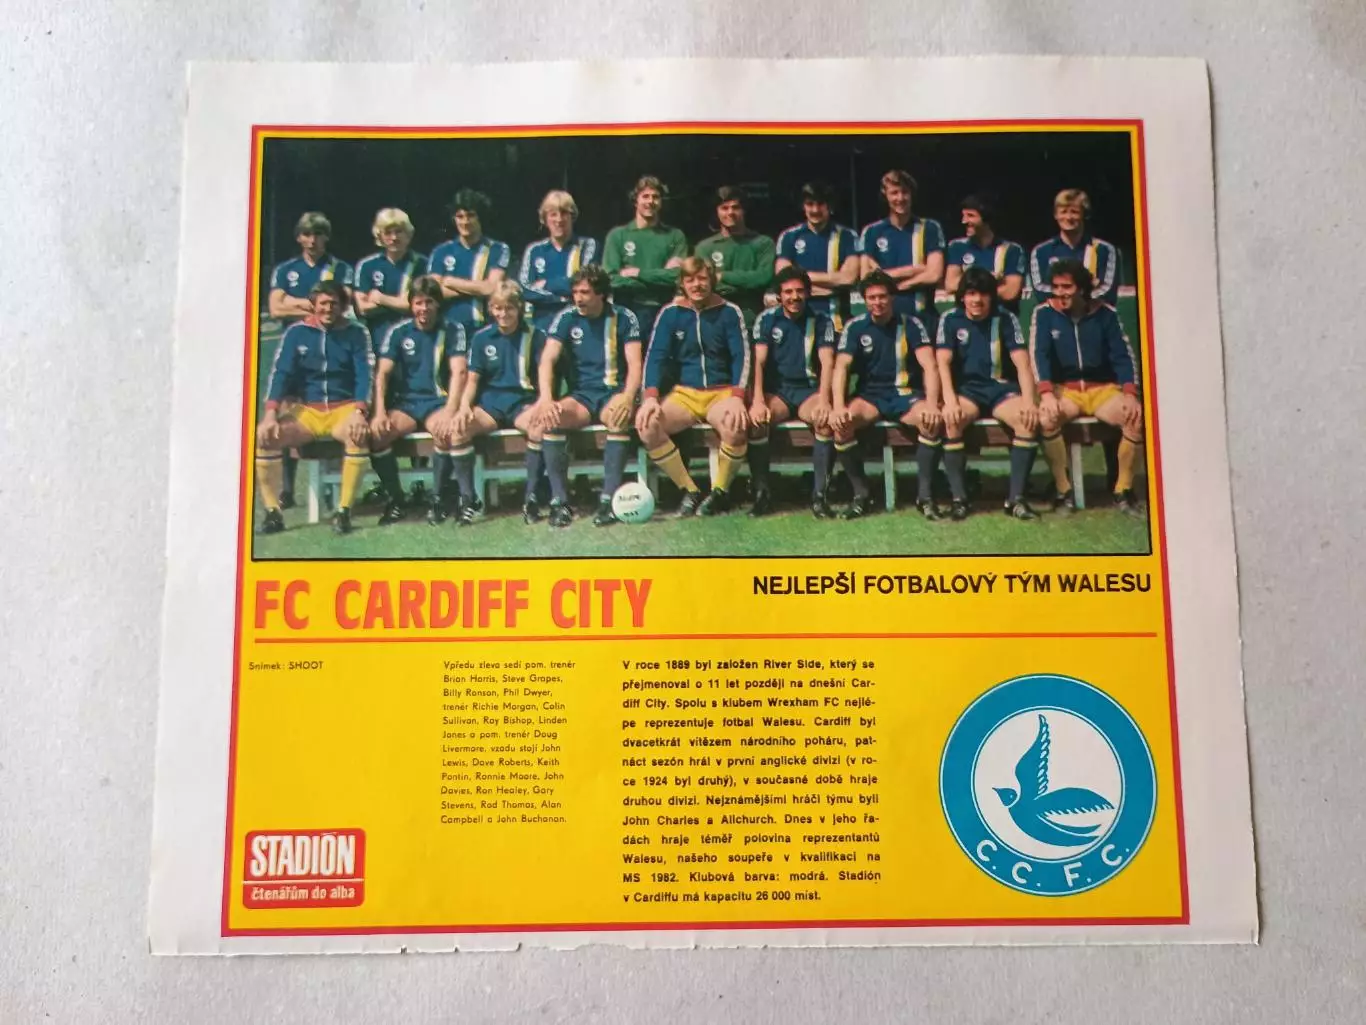 FC CARDIFF CITY
NEJLEPŠÍ FOTBALOVÝ TÝM WALESU
Snímek: SHOOT
Vpředu zleva sedí pom. trenér
Brian Harris, Steve Grapes,
Billy Ronson, Phil Dwyer,
trenér Richie Morgan, Colin
Sullivan, Ray Bishop, Linden
Jones a pom. trenér Doug
Livermore, vzadu stojí John
Lewis, Dave Roberts, Keith
Pontin, Ronnie Moore, John
Davies, Ron Healey, Gary
Stevens, Rod Thomas, Alan
Campbell a John Buchanan.
V roce 1889 byl založen River Side, který se
přejmenoval o 11 let později na dnešní Car-
diff City. Spolu s klubem Wrexham FC nejlé-
pe reprezentuje fotbal Walesu. Cardiff byl
dvacetkrát vítězem národního poháru, pat-
náct sezón hrál v první anglické divizi (v ro-
ce 1924 byl druhý), v současné době hraje
druhou divizi. Nejznámějšími hráči týmu byli
John Charles a Allchurch. Dnes v jeho řa-
dách hraje téměř polovina reprezentantů
Walesu, našeho soupeře v kvalifikaci na
MS 1982. Klubová barva: modrá. Stadión
v Cardiffu má kapacitu 26 000 míst.
STADIÓN
čtenářům do alba
C. C. F. C.